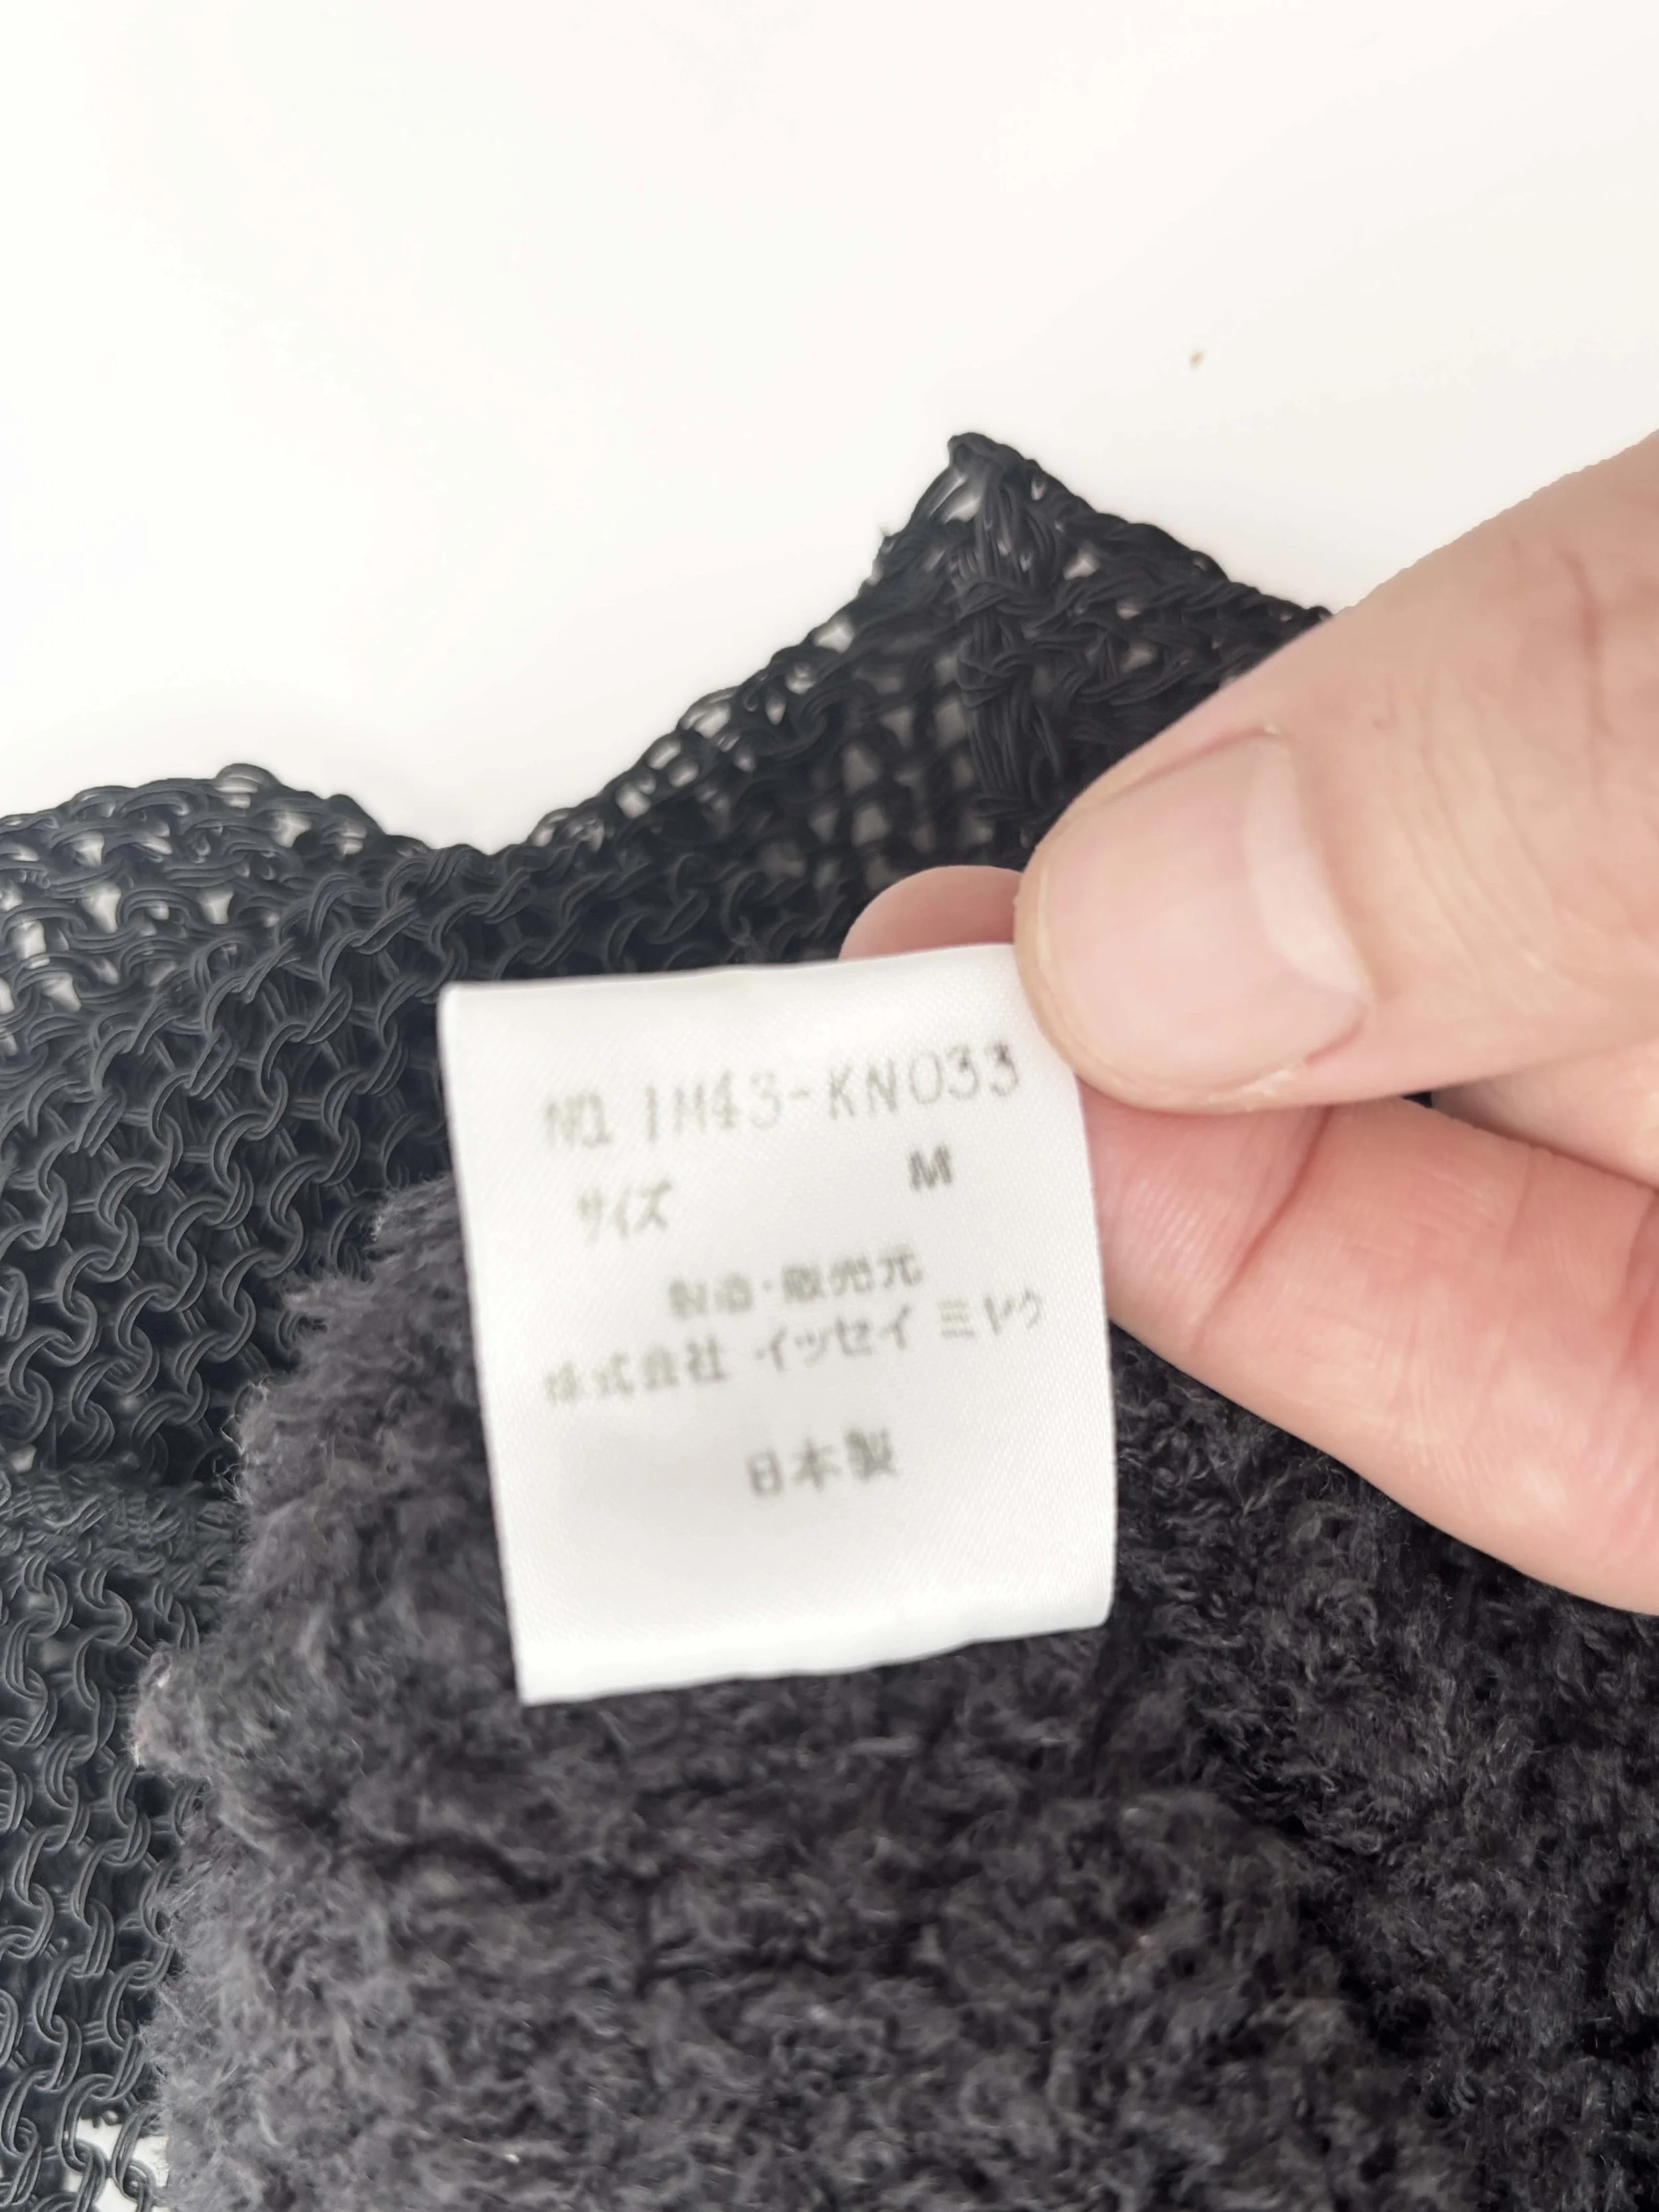 No. IM43-KN033
サイズ M
製造・販売元
株式会社 イッセイ ミヤケ
日本製